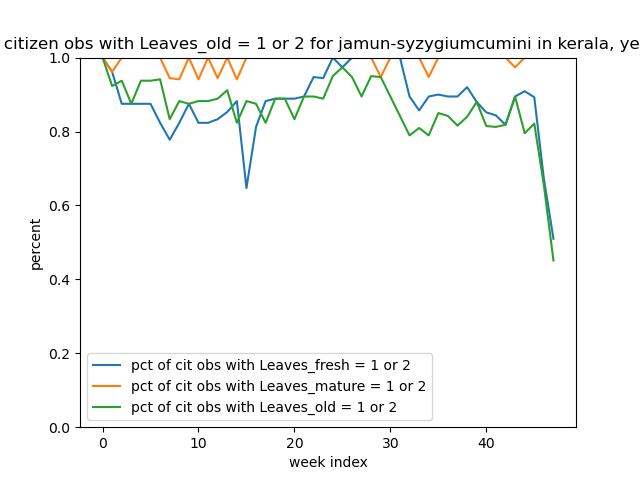 citizen obs with Leaves_old = 1 or 2 for jamun-syzygiumcumini in kerala, ye
1.0
0.8
0.6
0.4
0.2
0.0
percent
pct of cit obs with Leaves_fresh = 1 or 2
pct of cit obs with Leaves_mature = 1 or 2
pct of cit obs with Leaves_old = 1 or 2
0 10 20 30 40
week index